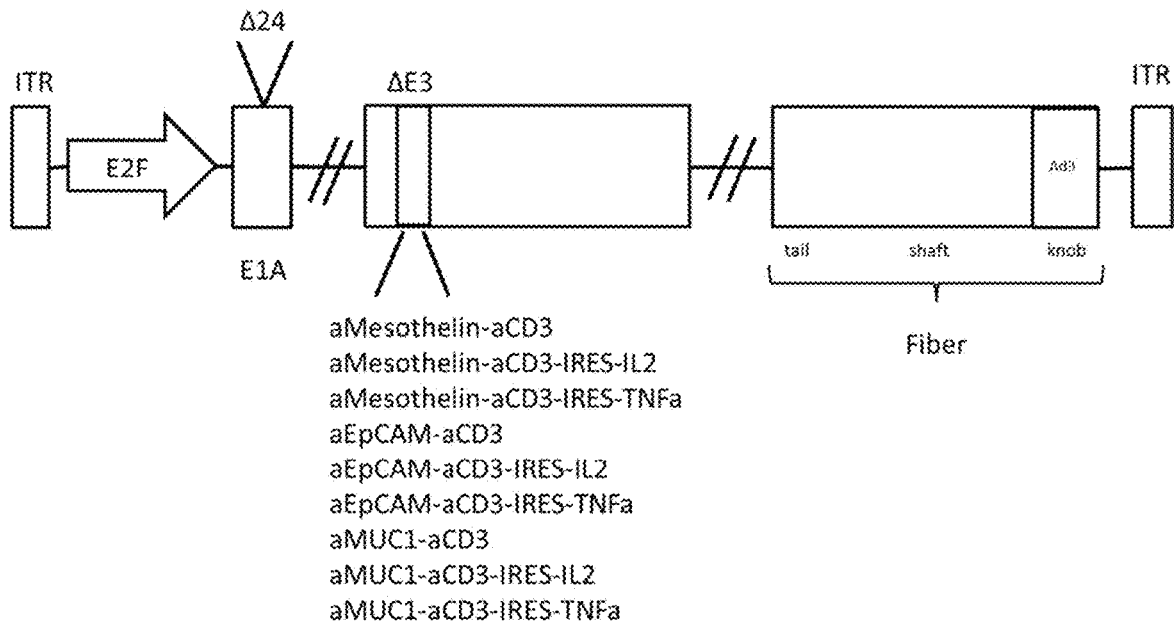 Δ24
ITR
ΔE3
ITR
E2F
Ad3
E1A
tail shaft knob
Fiber
aMesothelin-aCD3
aMesothelin-aCD3-IRES-IL2
aMesothelin-aCD3-IRES-TNFa
aEpCAM-aCD3
aEpCAM-aCD3-IRES-IL2
aEpCAM-aCD3-IRES-TNFa
aMUC1-aCD3
aMUC1-aCD3-IRES-IL2
aMUC1-aCD3-IRES-TNFa